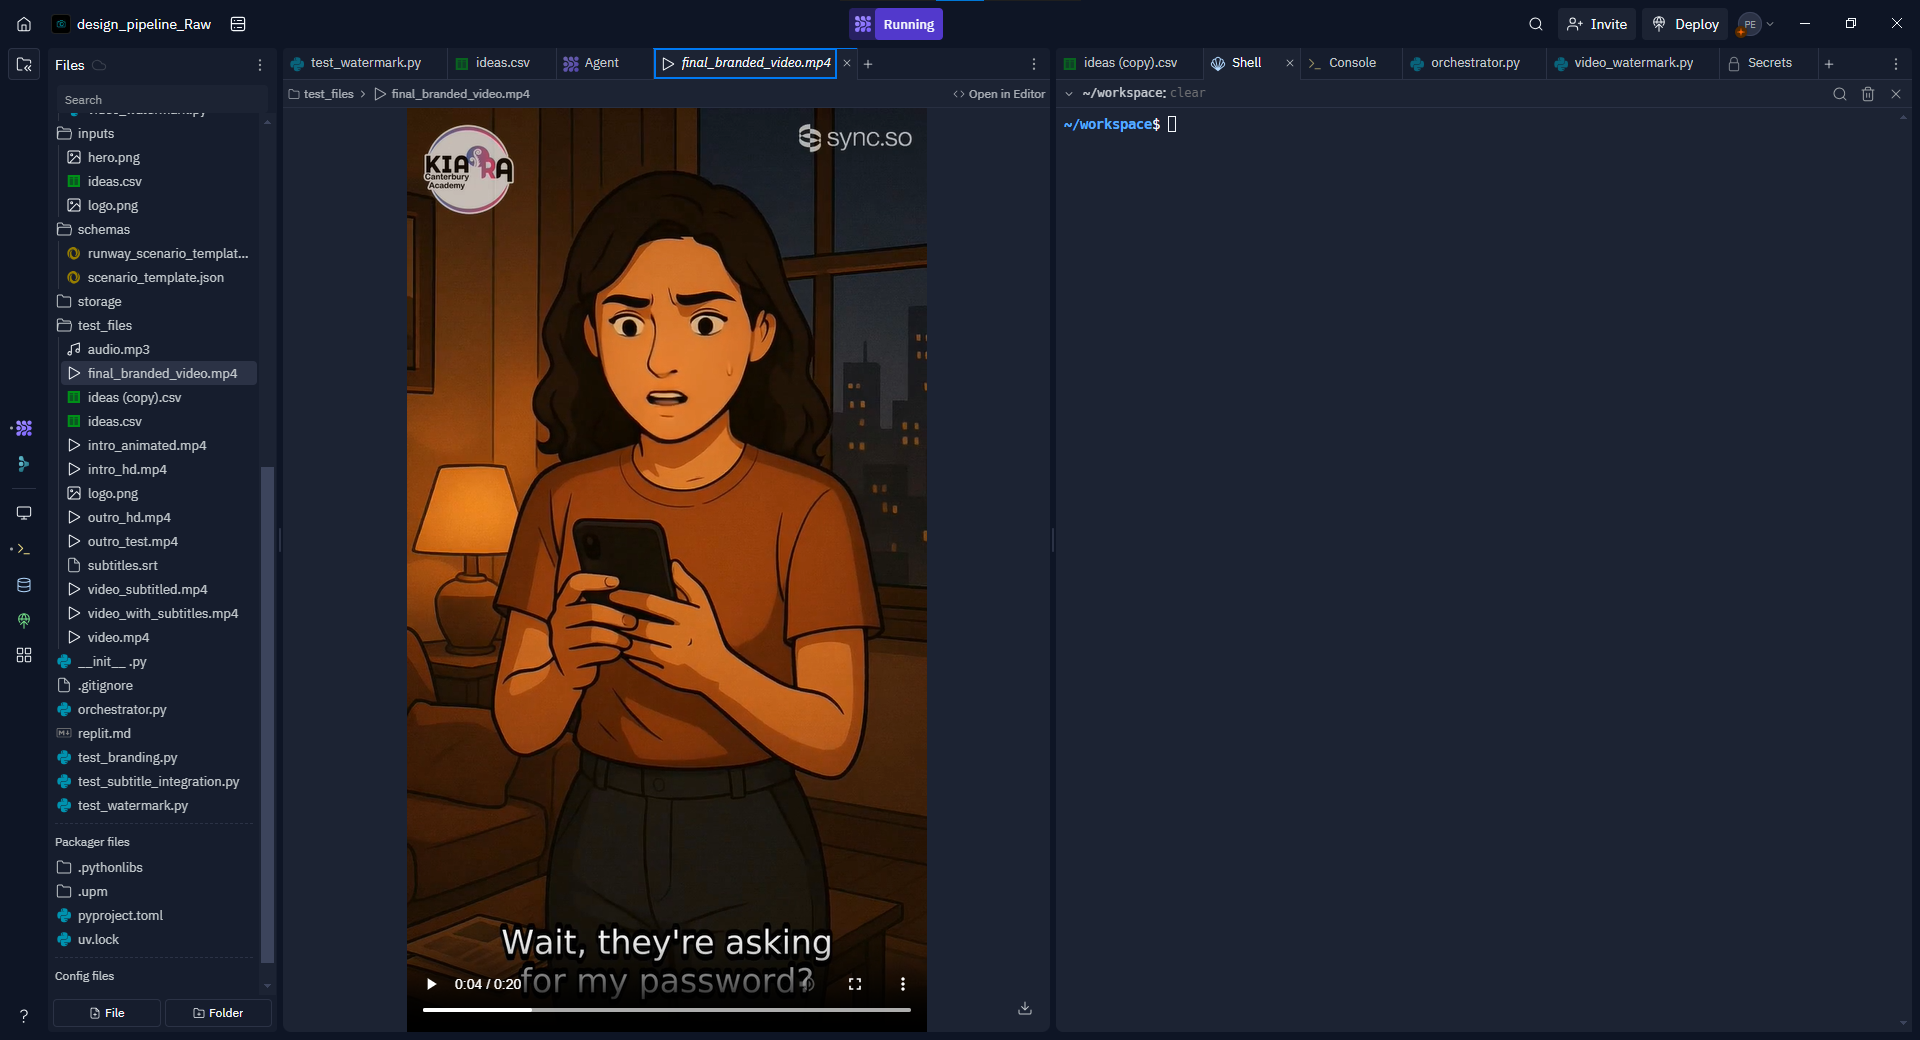 design_pipeline_Raw
Running
Invite
Deploy
PE
Files
Search
video_watermark.py
inputs
hero.png
ideas.csv
logo.png
schemas
runway_scenario_templat...
scenario_template.json
storage
test_files
audio.mp3
final_branded_video.mp4
ideas (copy).csv
ideas.csv
intro_animated.mp4
intro_hd.mp4
logo.png
outro_hd.mp4
outro_test.mp4
subtitles.srt
video_subtitled.mp4
video_with_subtitles.mp4
video.mp4
__init__ .py
.gitignore
orchestrator.py
replit.md
test_branding.py
test_subtitle_integration.py
test_watermark.py
Packager files
.pythonlibs
.upm
pyproject.toml
uv.lock
Config files
File
Folder
test_watermark.py
ideas.csv
Agent
final_branded_video.mp4
test_files > final_branded_video.mp4
Open in Editor
KIARA
Canterbury
Academy
sync.so
Wait, they're asking
for my password?
0:04 / 0:20
ideas (copy).csv
Shell
Console
orchestrator.py
video_watermark.py
Secrets
~/workspace: clear
~/workspace$